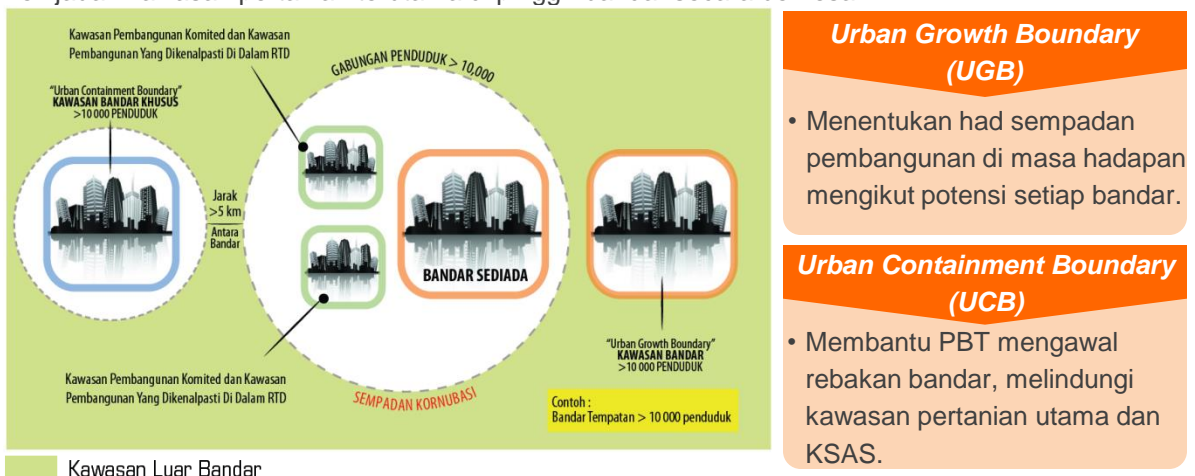 Kawasan Pembangunan Komited dan Kawasan
Pembangunan Yang Dikenalpasti Di Dalam RTD
GABUNGAN PENDUDUK > 10,000
"Urban Containment Boundary"
KAWASAN BANDAR KHUSUS
>10 000 PENDUDUK
Jarak
>5 km
Antara
Bandar
BANDAR SEDIADA
"Urban Growth Boundary"
KAWASAN BANDAR
>10 000 PENDUDUK
Kawasan Pembangunan Komited dan Kawasan
Pembangunan Yang Dikenalpasti Di Dalam RTD
SEMPADAN KORNUBASI
Contoh :
Bandar Tempatan > 10 000 penduduk
Kawasan Luar Bandar
Urban Growth Boundary
(UGB)
• Menentukan had sempadan
pembangunan di masa hadapan
mengikut potensi setiap bandar.
Urban Containment Boundary
(UCB)
• Membantu PBT mengawal
rebakan bandar, melindungi
kawasan pertanian utama dan
KSAS.